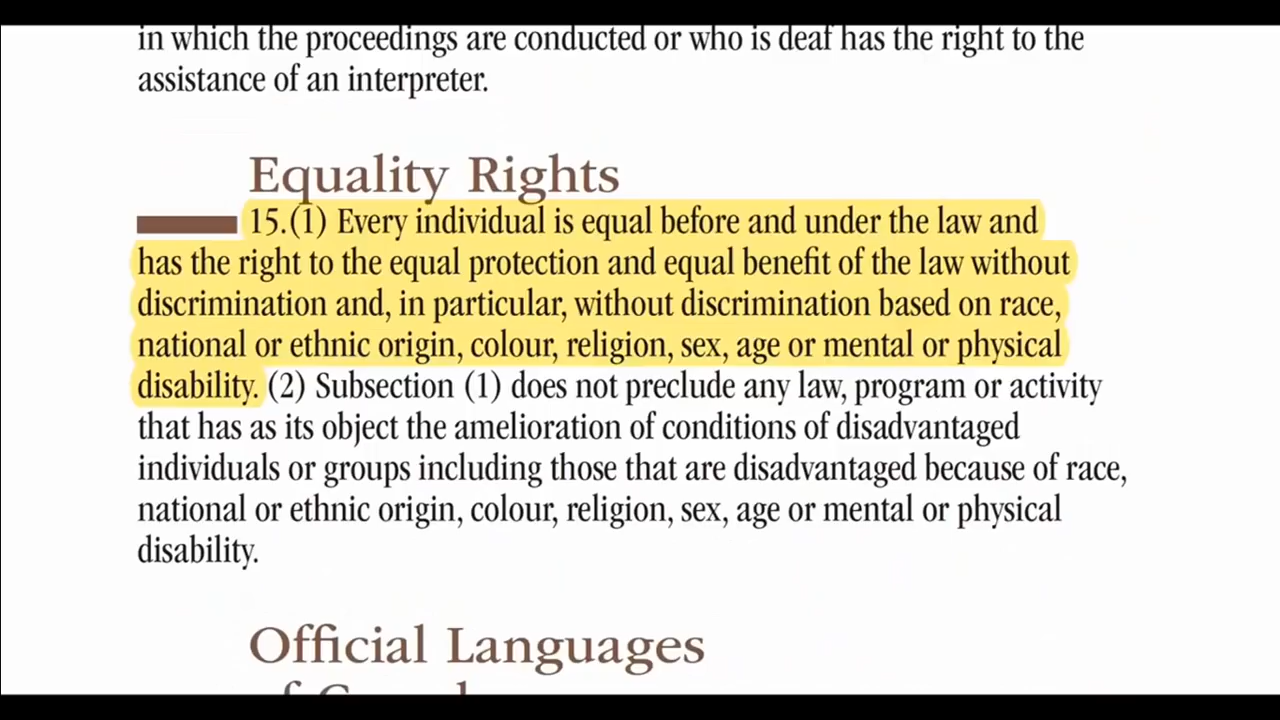 in which the proceedings are conducted or who is deaf has the right to the
assistance of an interpreter.
Equality Rights
15.(1) Every individual is equal before and under the law and
has the right to the equal protection and equal benefit of the law without
discrimination and, in particular, without discrimination based on race,
national or ethnic origin, colour, religion, sex, age or mental or physical
disability. (2) Subsection (1) does not preclude any law, program or activity
that has as its object the amelioration of conditions of disadvantaged
individuals or groups including those that are disadvantaged because of race,
national or ethnic origin, colour, religion, sex, age or mental or physical
disability.
Official Languages